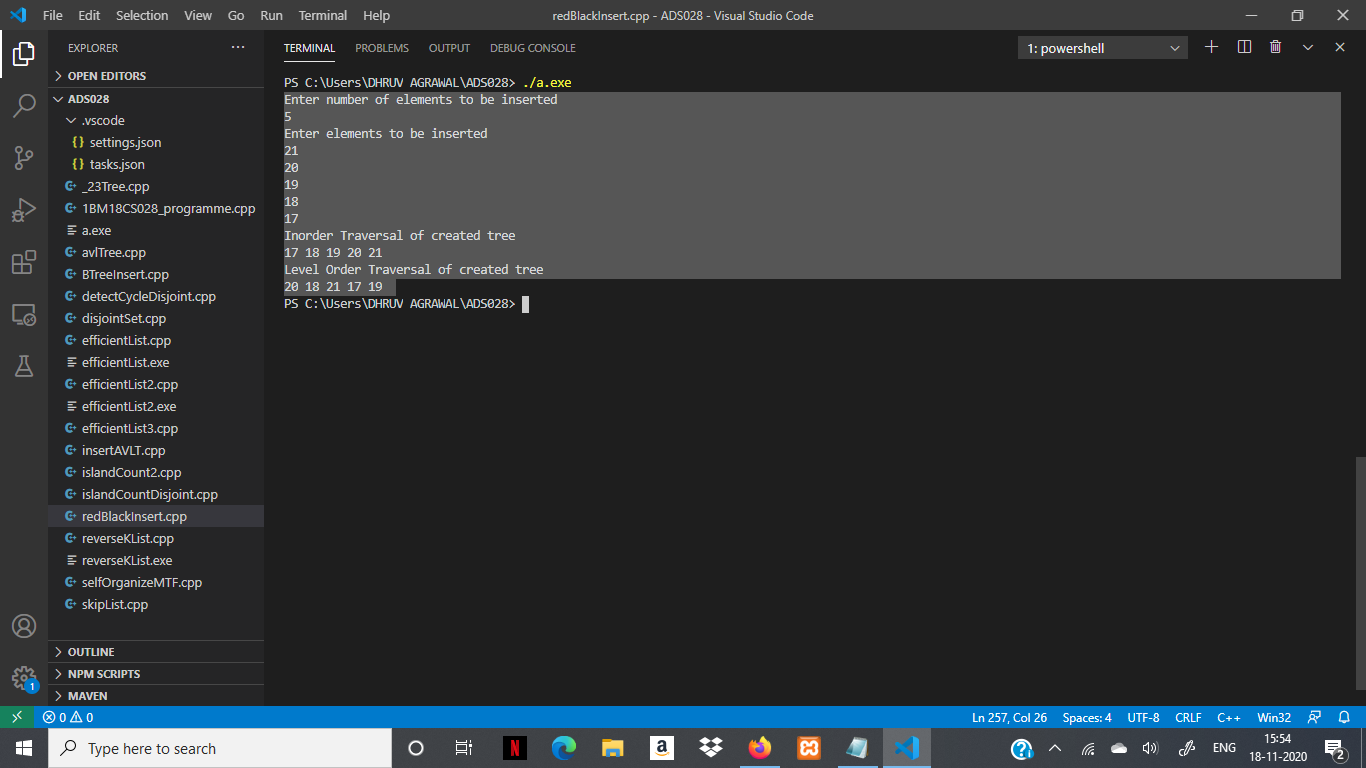 File Edit Selection View Go Run Terminal Help redBlackInsert.cpp - ADS028 - Visual Studio Code
EXPLORER
OPEN EDITORS
ADS028
.vscode
{} settings.json
{} tasks.json
_23Tree.cpp
1BM18CS028_programme.cpp
a.exe
avlTree.cpp
BTreeInsert.cpp
detectCycleDisjoint.cpp
disjointSet.cpp
efficientList.cpp
efficientList.exe
efficientList2.cpp
efficientList2.exe
efficientList3.cpp
insertAVLT.cpp
islandCount2.cpp
islandCountDisjoint.cpp
redBlackInsert.cpp
reverseKList.cpp
reverseKList.exe
selfOrganizeMTF.cpp
skipList.cpp
OUTLINE
NPM SCRIPTS
MAVEN
1
TERMINAL PROBLEMS OUTPUT DEBUG CONSOLE 1: powershell
PS C:\Users\DHRUV AGRAWAL\ADS028> ./a.exe
Enter number of elements to be inserted
5
Enter elements to be inserted
21
20
19
18
17
Inorder Traversal of created tree
17 18 19 20 21
Level Order Traversal of created tree
20 18 21 17 19
PS C:\Users\DHRUV AGRAWAL\ADS028>
0 0 Ln 257, Col 26 Spaces: 4 UTF-8 CRLF C++ Win32
Type here to search
N a ENG 15:54
18-11-2020
2